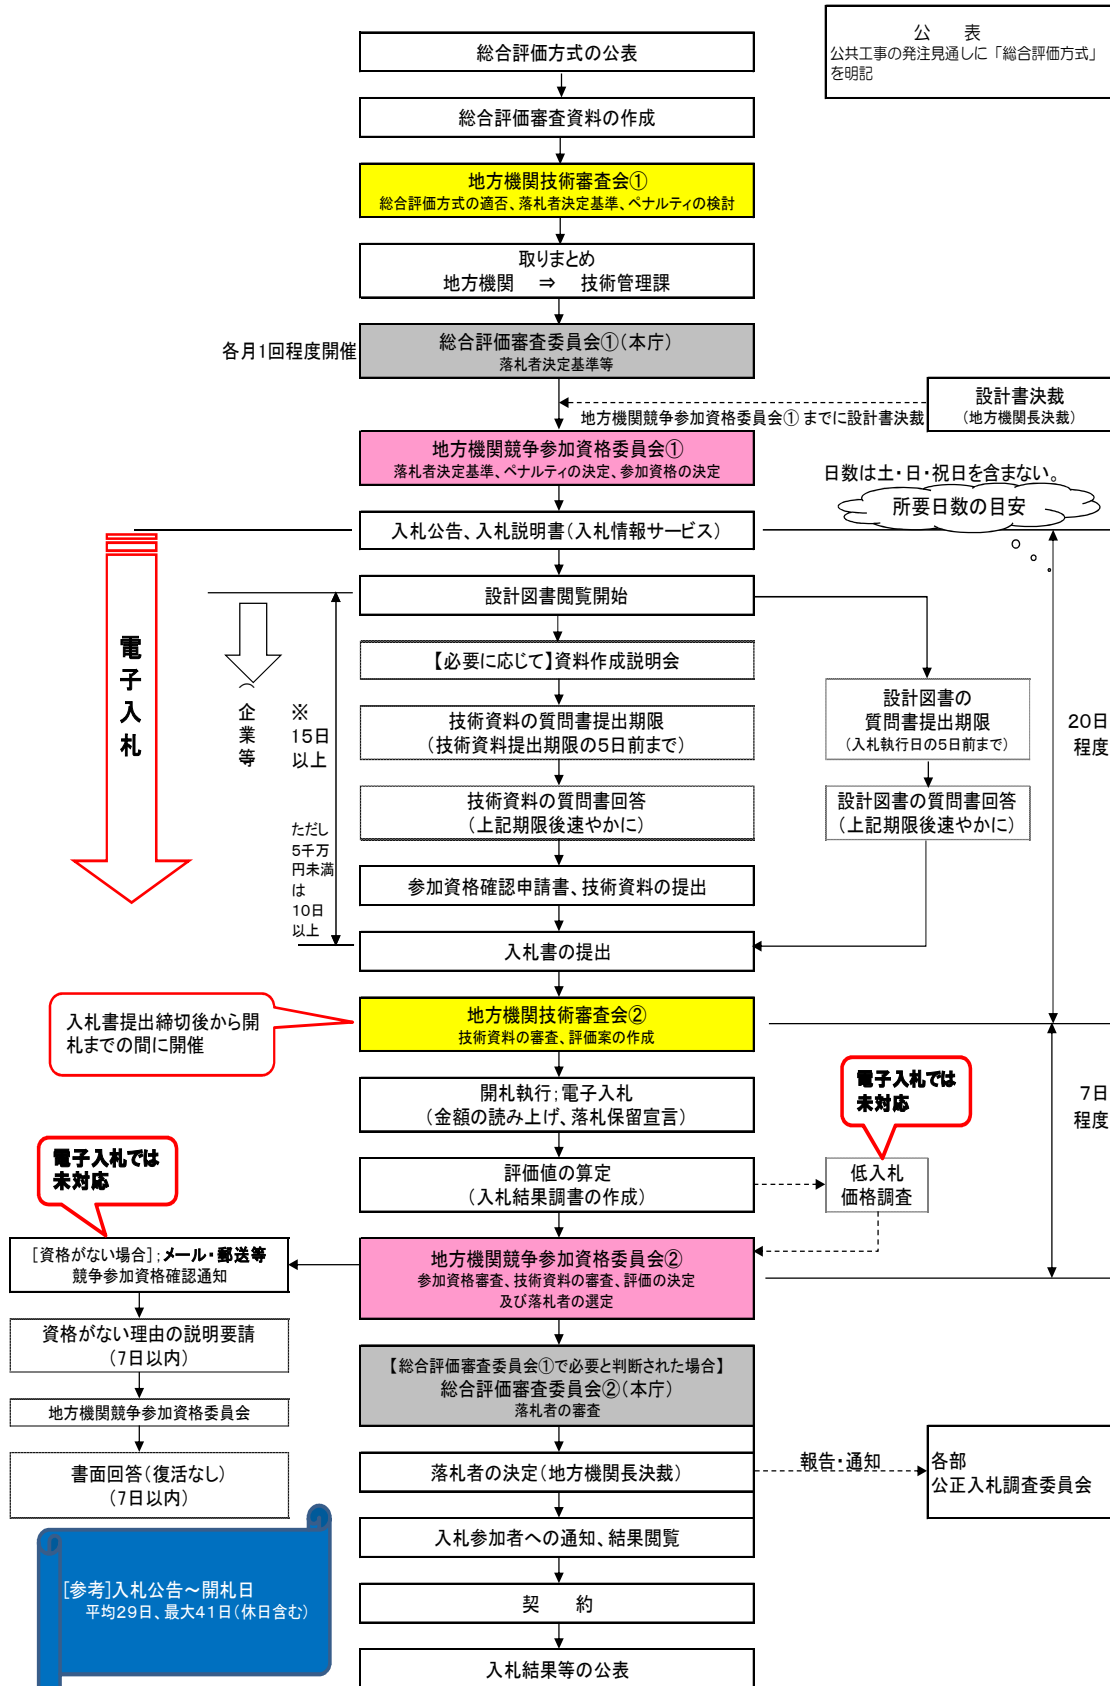 公　表
公共工事の発注見通しに「総合評価方式」
を明記
総合評価方式の公表
総合評価審査資料の作成
地方機関技術審査会①
総合評価方式の適否、落札者決定基準、ペナルティの検討
取りまとめ
地方機関　⇒　技術管理課
各月1回程度開催
総合評価審査委員会①(本庁)
落札者決定基準等
設計書決裁
(地方機関長決裁)
地方機関競争参加資格委員会① までに設計書決裁
地方機関競争参加資格委員会①
落札者決定基準、ペナルティの決定、参加資格の決定
日数は土・日・祝日を含まない。
所要日数の目安
入札公告、入札説明書(入札情報サービス)
設計図書閲覧開始
電子入札
(企業等
※
15日
以上
ただし
5千万
円未満
は
10日
以上
【必要に応じて】資料作成説明会
技術資料の質問書提出期限
(技術資料提出期限の5日前まで)
技術資料の質問書回答
(上記期限後速やかに)
設計図書の
質問書提出期限
(入札執行日の5日前まで)
設計図書の質問書回答
(上記期限後速やかに)
20日
程度
参加資格確認申請書、技術資料の提出
入札書の提出
入札書提出締切後から開
札までの間に開催
地方機関技術審査会②
技術資料の審査、評価案の作成
開札執行;電子入札
(金額の読み上げ、落札保留宣言)
電子入札では
未対応
7日
程度
評価値の算定
(入札結果調書の作成)
低入札
価格調査
電子入札では
未対応
[資格がない場合];メール・郵送等
競争参加資格確認通知
地方機関競争参加資格委員会②
参加資格審査、技術資料の審査、評価の決定
及び落札者の選定
資格がない理由の説明要請
(7日以内)
地方機関競争参加資格委員会
書面回答(復活なし)
(7日以内)
【総合評価審査委員会①で必要と判断された場合】
総合評価審査委員会②(本庁)
落札者の審査
落札者の決定(地方機関長決裁)
報告・通知
各部
公正入札調査委員会
入札参加者への通知、結果閲覧
[参考]入札公告～開札日
平均29日、最大41日(休日含む)
契　約
入札結果等の公表